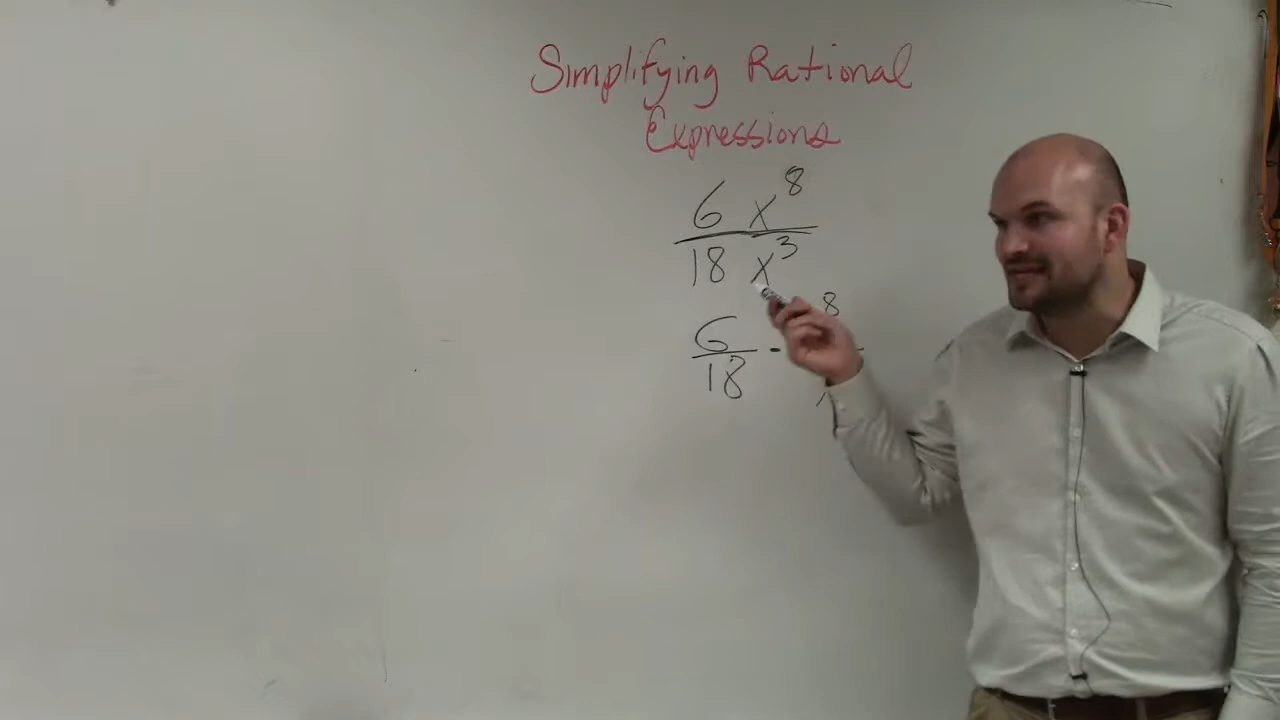 Simplifying Rational
Expressions
6 x⁸
18 x³
6 8
18 ·